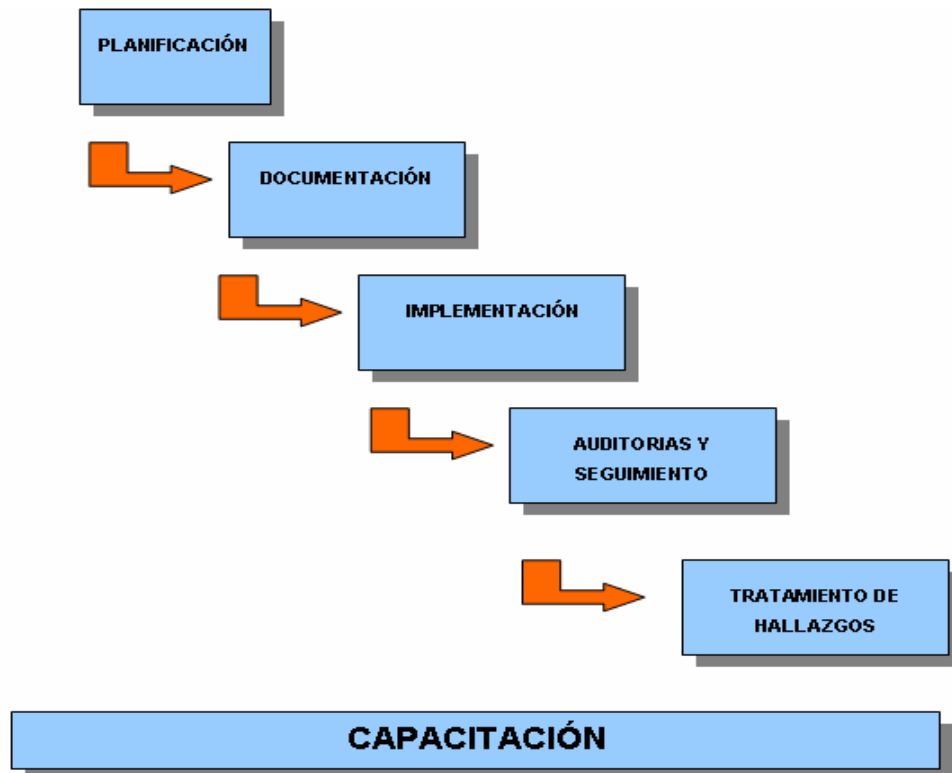 PLANIFICACIÓN
DOCUMENTACIÓN
IMPLEMENTACIÓN
AUDITORIAS Y
SEGUIMIENTO
TRATAMIENTO DE
HALLAZGOS
CAPACITACIÓN